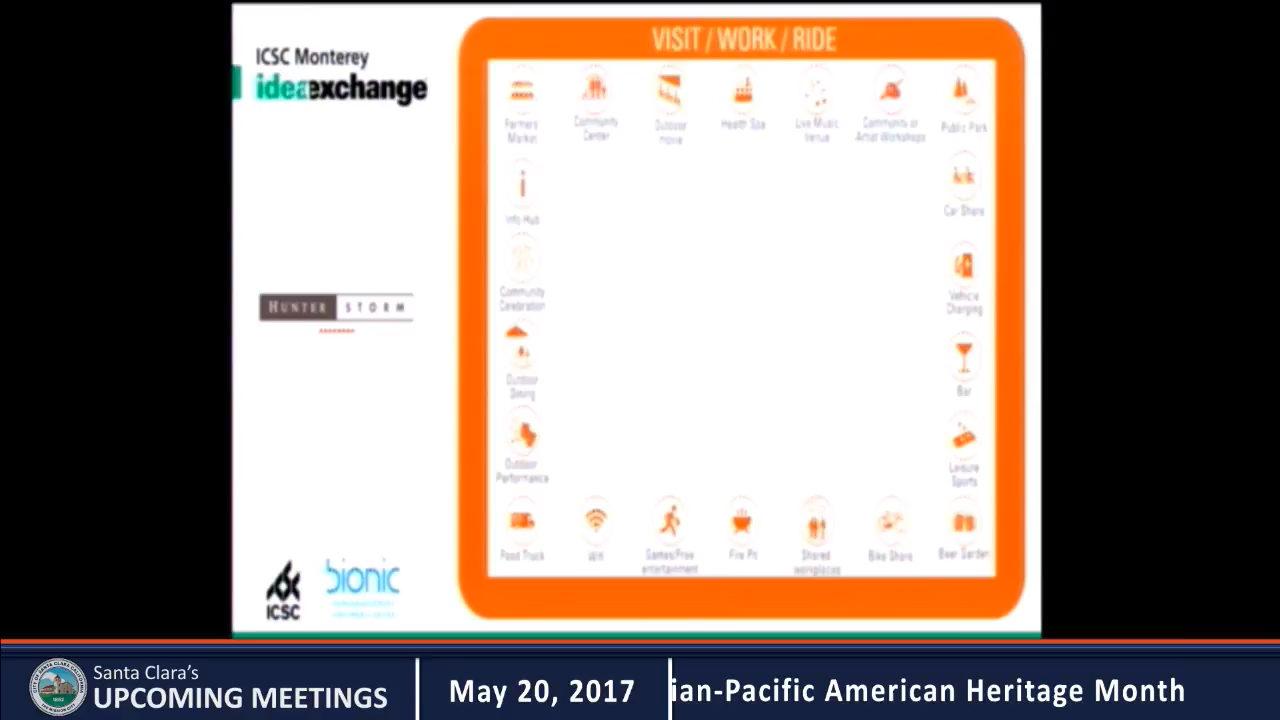 ICSC Monterey
ideaexchange
VISIT / WORK / RIDE
Farmers
Market
Community
Center
Outdoor
movie
Health Spa
Live Music
Venue
Community or
Artist Workshops
Public Park
Info Hub
Car Share
Community
Celebration
Vehicle
Charging
HUNTER STORM
Outdoor
Dining
Bar
Outdoor
Performance
Leisure
Sports
Food Truck
Wifi
Games/Free
entertainment
Fire Pit
Shared
workplaces
Bike Share
Beer Garden
ICSC
bionic
Santa Clara's
UPCOMING MEETINGS
May 20, 2017
ian-Pacific American Heritage Month